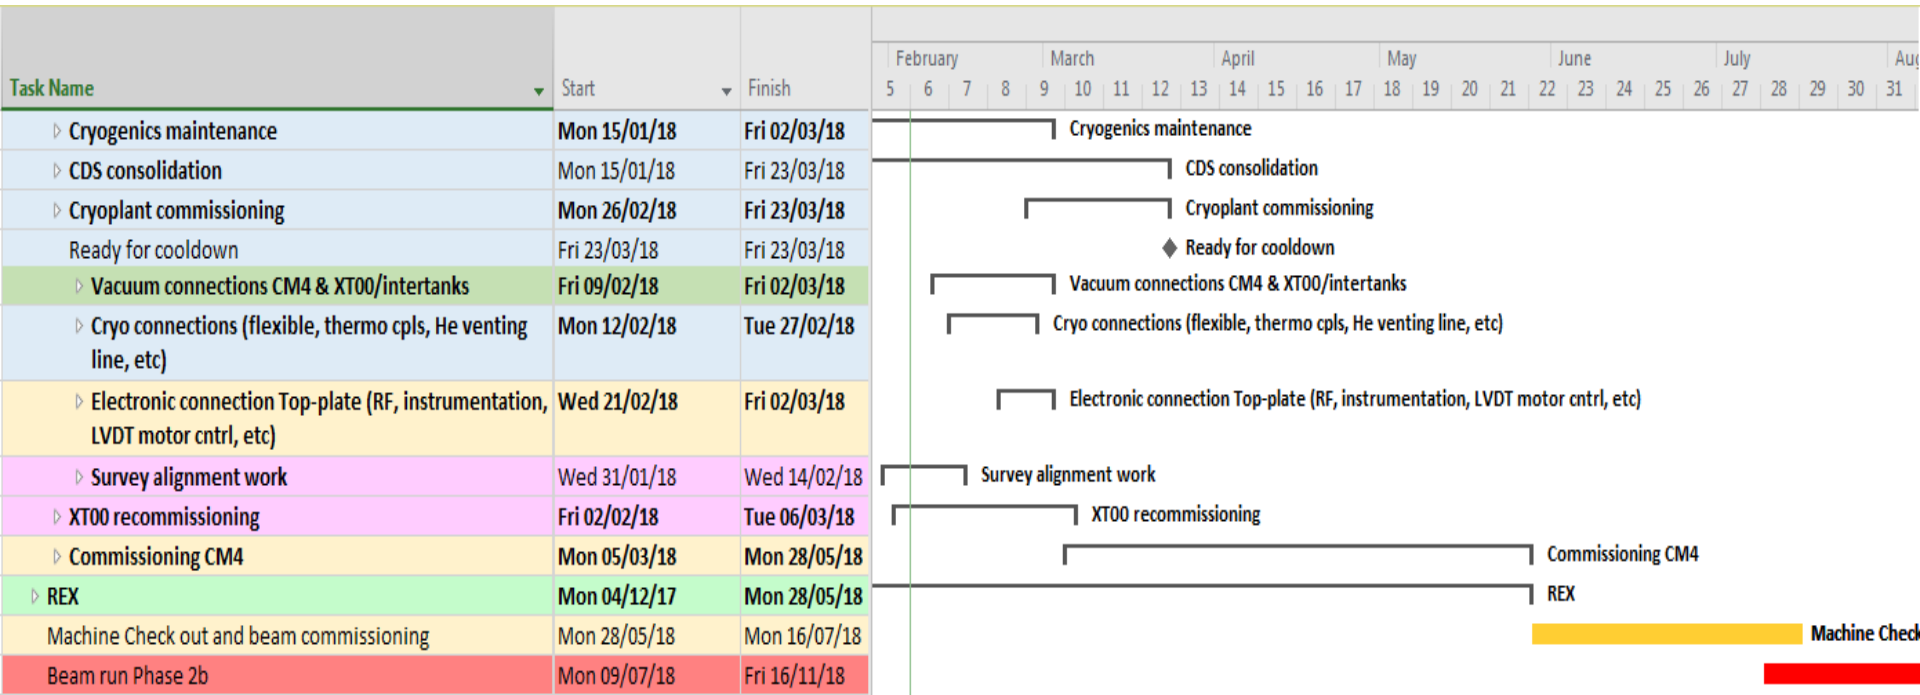 February March April May June July Aug
Task Name Start Finish 5 6 7 8 9 10 11 12 13 14 15 16 17 18 19 20 21 22 23 24 25 26 27 28 29 30 31
Cryogenics maintenance Mon 15/01/18 Fri 02/03/18 Cryogenics maintenance
CDS consolidation Mon 15/01/18 Fri 23/03/18 CDS consolidation
Cryoplant commissioning Mon 26/02/18 Fri 23/03/18 Cryoplant commissioning
Ready for cooldown Fri 23/03/18 Fri 23/03/18 Ready for cooldown
Vacuum connections CM4 & XT00/intertanks Fri 09/02/18 Fri 02/03/18 Vacuum connections CM4 & XT00/intertanks
Cryo connections (flexible, thermo cpls, He venting Mon 12/02/18 Tue 27/02/18 Cryo connections (flexible, thermo cpls, He venting line, etc)
line, etc)
Electronic connection Top-plate (RF, instrumentation, Wed 21/02/18 Fri 02/03/18 Electronic connection Top-plate (RF, instrumentation, LVDT motor cntrl, etc)
LVDT motor cntrl, etc)
Survey alignment work Wed 31/01/18 Wed 14/02/18 Survey alignment work
XT00 recommissioning Fri 02/02/18 Tue 06/03/18 XT00 recommissioning
Commissioning CM4 Mon 05/03/18 Mon 28/05/18 Commissioning CM4
REX Mon 04/12/17 Mon 28/05/18 REX
Machine Check out and beam commissioning Mon 28/05/18 Mon 16/07/18 Machine Check
Beam run Phase 2b Mon 09/07/18 Fri 16/11/18